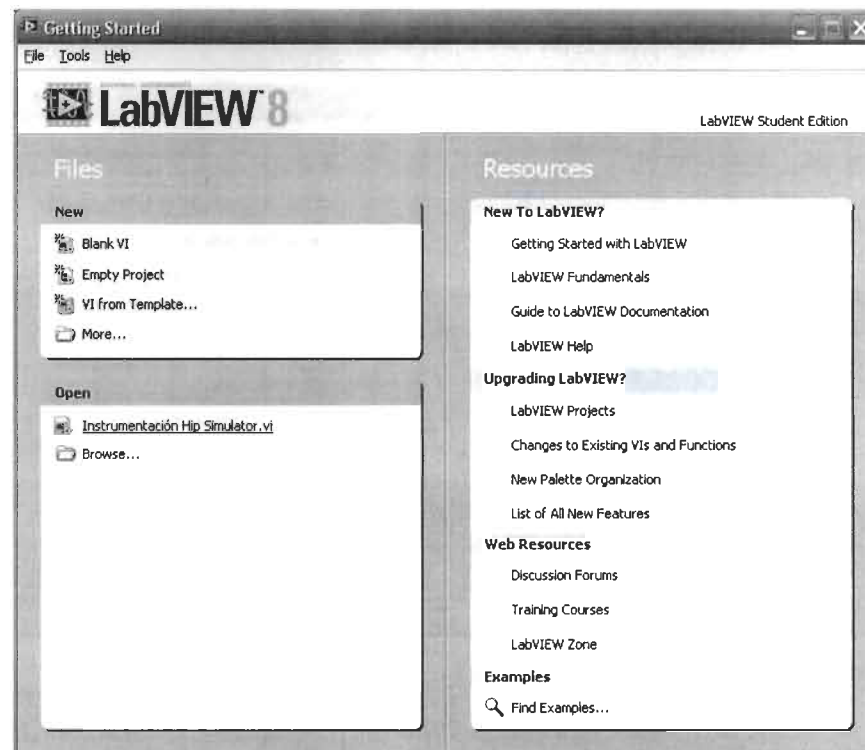 Getting Started
File Tools Help
LabVIEW 8
LabVIEW Student Edition
Files
New
Blank VI
Empty Project
VI from Template...
More...
Open
Instrumentación Hip Simulator.vi
Browse...
Resources
New To LabVIEW?
Getting Started with LabVIEW
LabVIEW Fundamentals
Guide to LabVIEW Documentation
LabVIEW Help
Upgrading LabVIEW?
LabVIEW Projects
Changes to Existing VIs and Functions
New Palette Organization
List of All New Features
Web Resources
Discussion Forums
Training Courses
LabVIEW Zone
Examples
Find Examples...